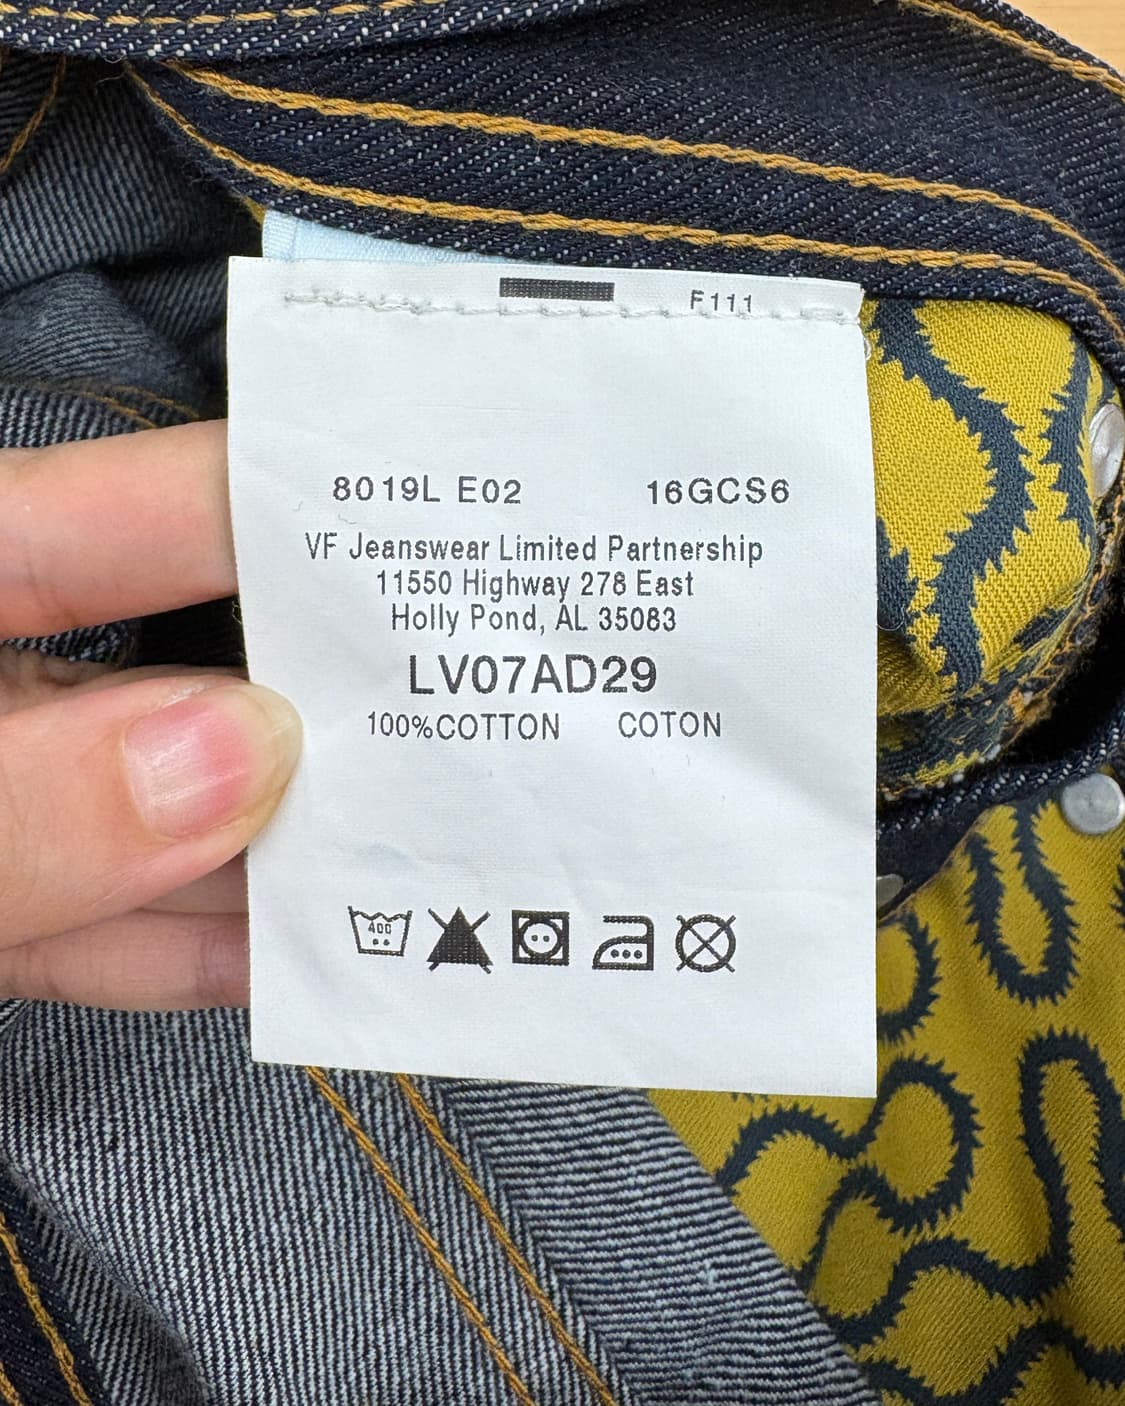 F111
8019L E02 16GCS6
VF Jeanswear Limited Partnership
11550 Highway 278 East
Holly Pond, AL 35083
LV07AD29
100%COTTON COTON